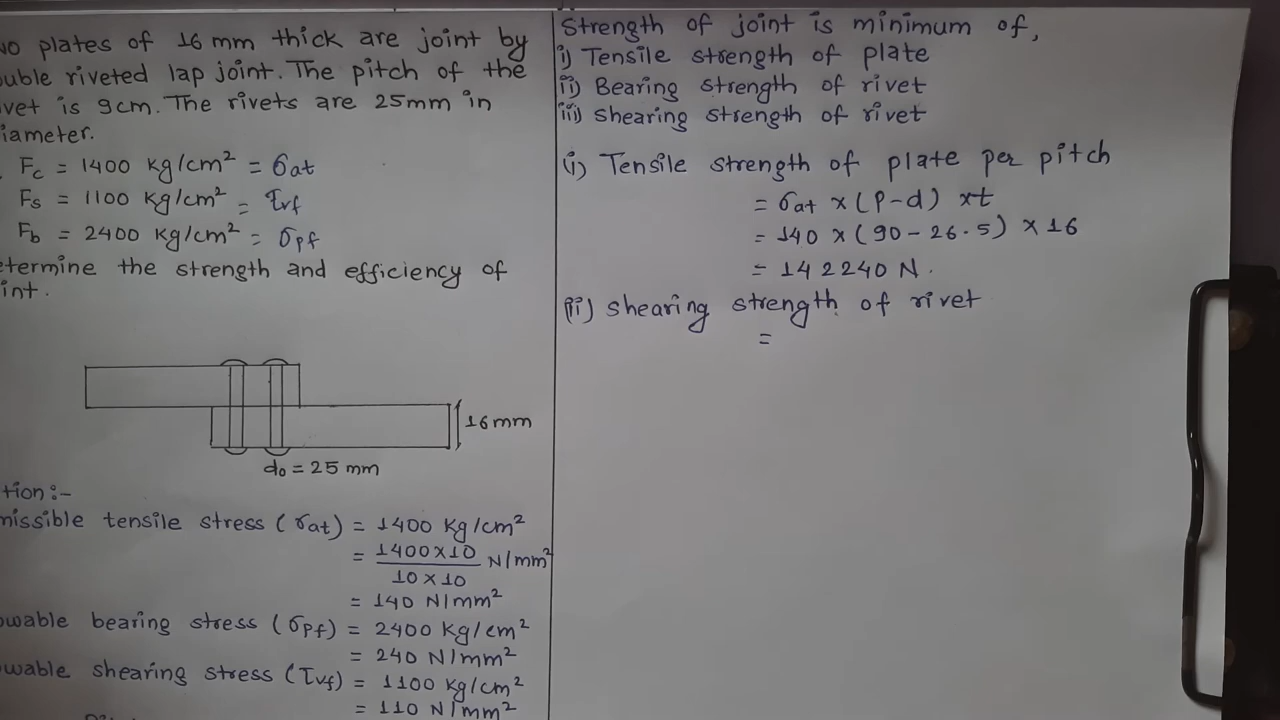 wo plates of 16 mm thick are joint by
ouble riveted lap joint. The pitch of the
vet is 9cm. The rivets are 25mm in
iameter.
Fc = 1400 kg/cm² = σat
Fs = 1100 kg/cm² = τvf
Fb = 2400 kg/cm² = σpf
etermine the strength and efficiency of
int.
16 mm
do = 25 mm
tion :-
missible tensile stress (σat) = 1400 kg/cm²
= 1400×10 / 10×10 N/mm²
= 140 N/mm²
owable bearing stress (σpf) = 2400 kg/cm²
= 240 N/mm²
owable shearing stress (τvf) = 1100 kg/cm²
= 110 N/mm²
Strength of joint is minimum of,
i) Tensile strength of plate
ii) Bearing strength of rivet
iii) Shearing strength of rivet
(i) Tensile strength of plate per pitch
= σat × (P-d) × t
= 140 × (90 - 26.5) × 16
= 142240 N.
(ii) Shearing strength of rivet
=